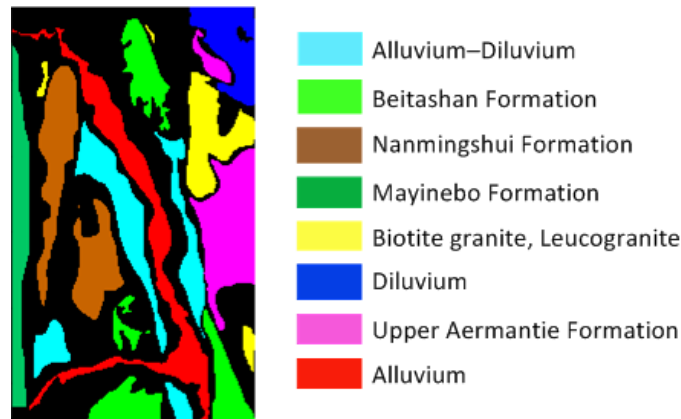 Alluvium–Diluvium
Beitashan Formation
Nanmingshui Formation
Mayinebo Formation
Biotite granite, Leucogranite
Diluvium
Upper Aermantie Formation
Alluvium